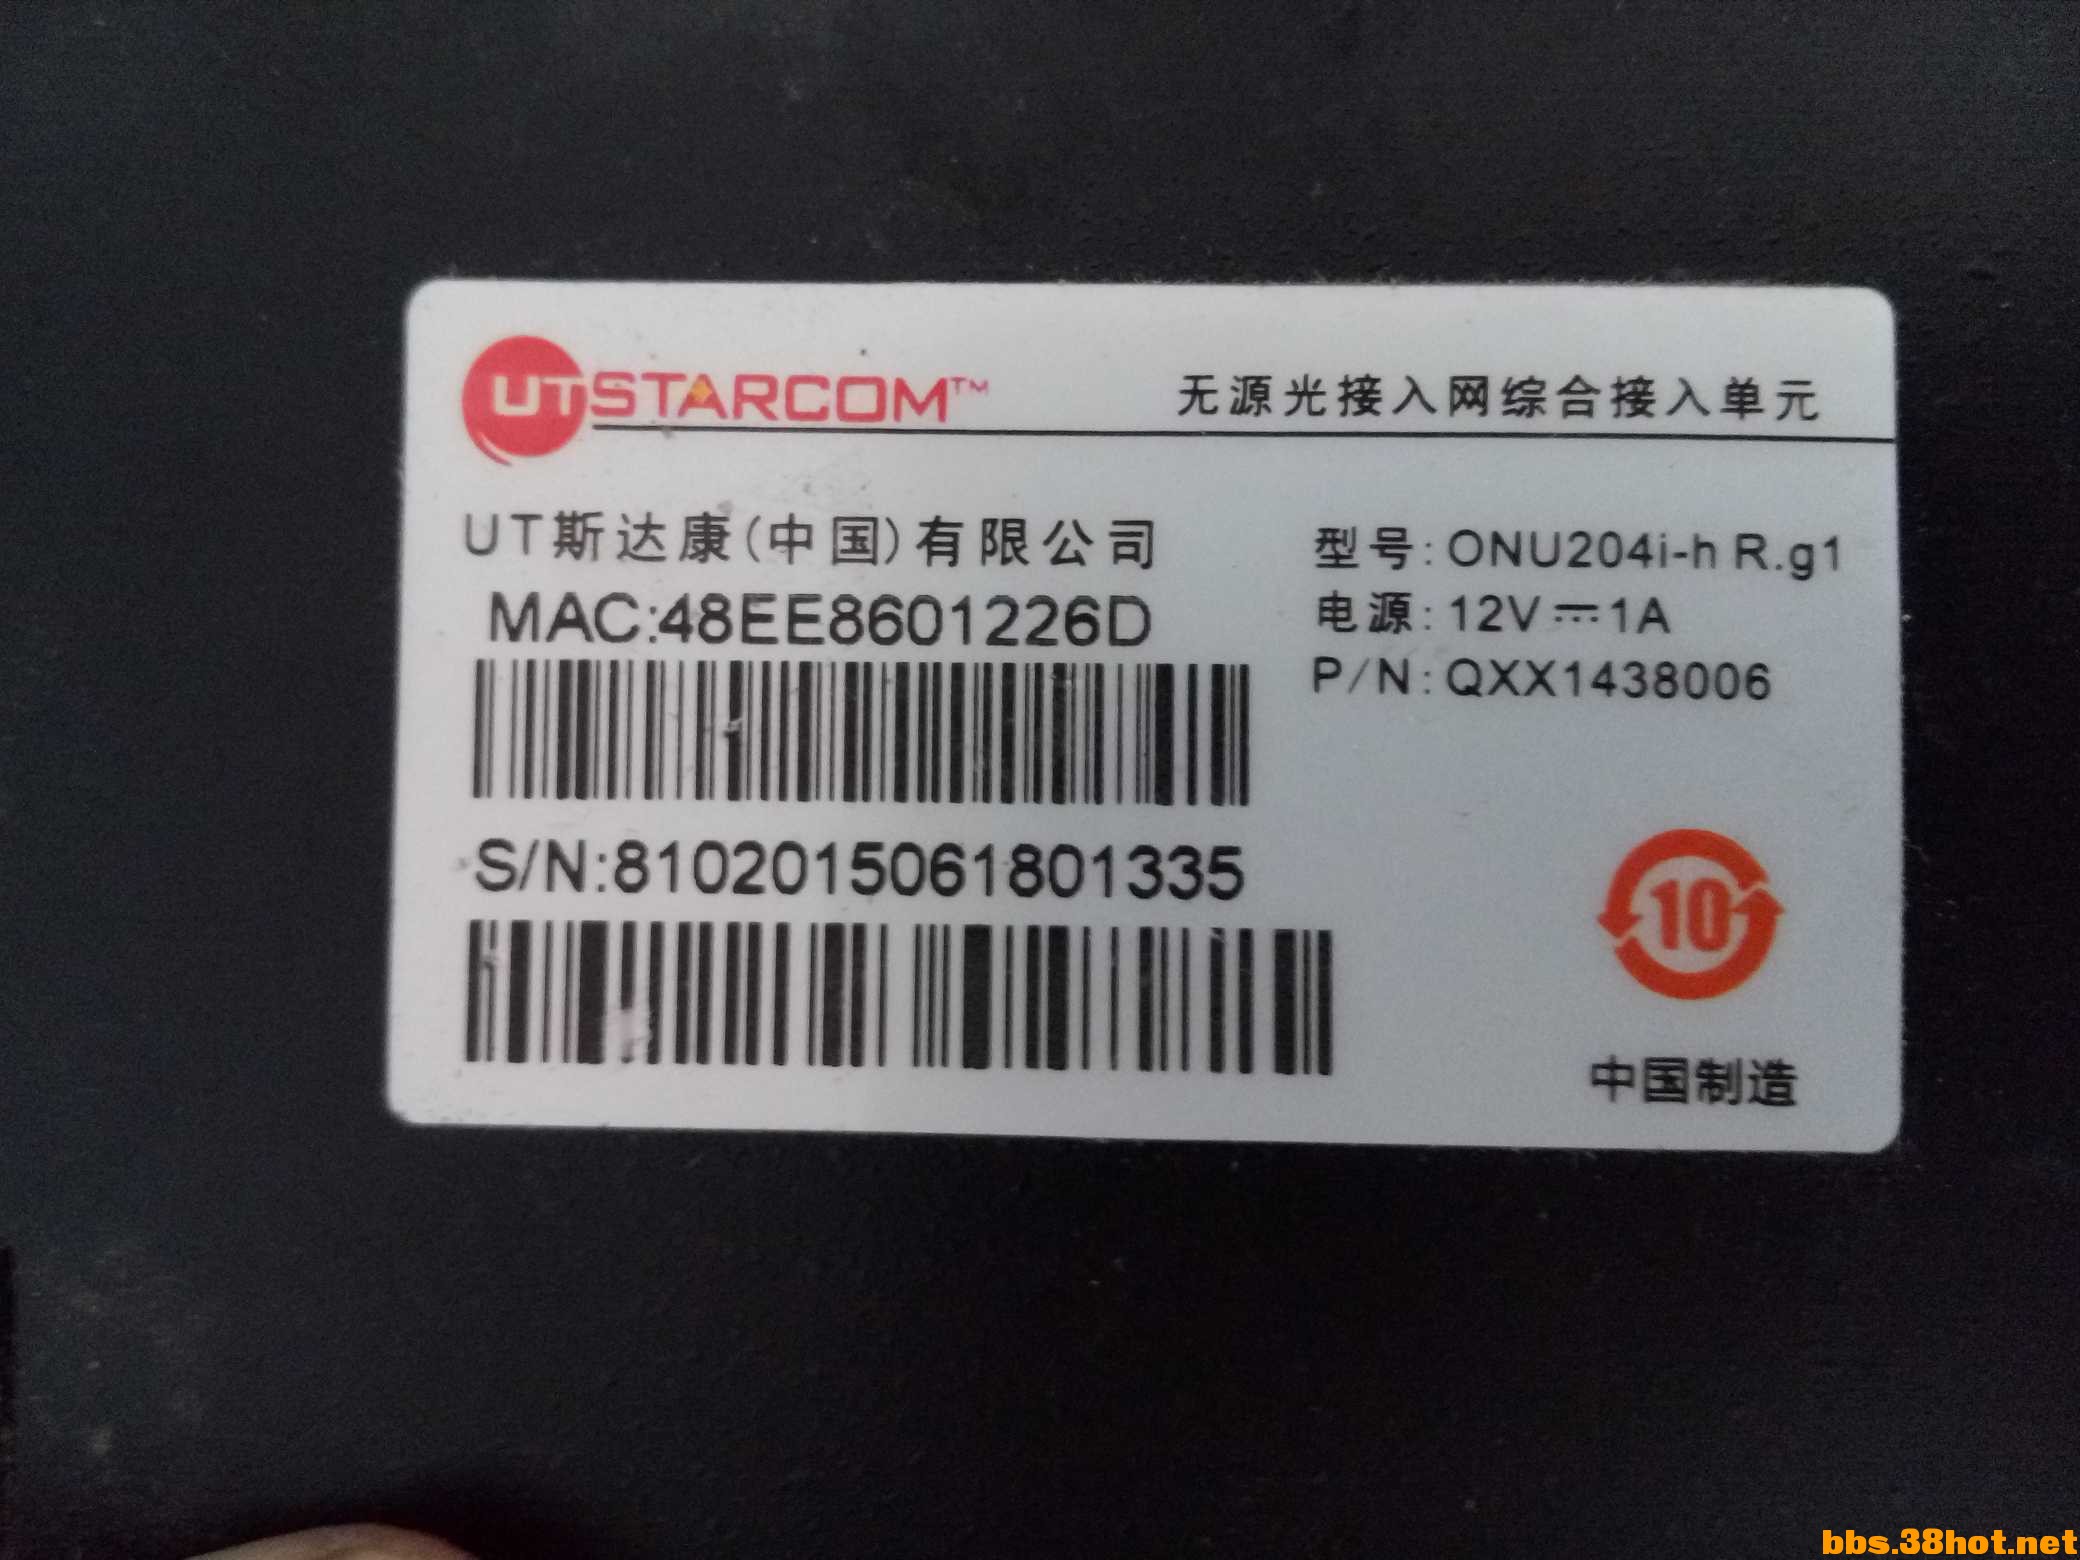 UTSTARCOM™
无源光接入网综合接入单元
UT斯达康(中国)有限公司
MAC:48EE8601226D
S/N:8102015061801335
型号:ONU204i-h R.g1
电源:12V⎓1A
P/N:QXX1438006
10
中国制造
bbs.38hot.net